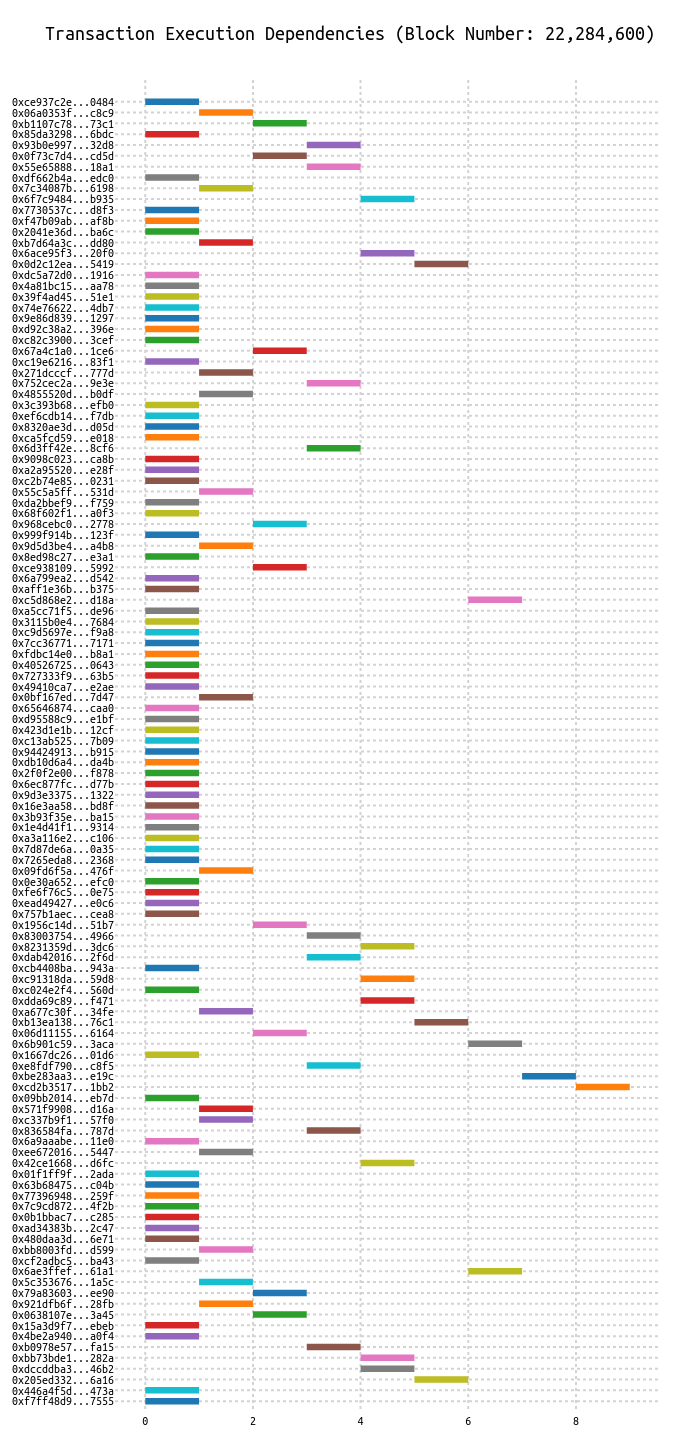 Transaction Execution Dependencies (Block Number: 22,284,600)
0xce937c2e...0484
0x06a0353f...c8c9
0xb1107c78...73c1
0x85da3298...6bdc
0x93b0e997...32d8
0x0f73c7d4...cd5d
0x55e65888...18a1
0xdf662b4a...edc0
0x7c34087b...6198
0x6f7c9484...b935
0x7730537c...d8f3
0xf47b09ab...af8b
0x2041e36d...ba6c
0xb7d64a3c...dd80
0x6ace95f3...20f0
0x0d2c12ea...5419
0xdc5a72d0...1916
0x4a81bc15...aa78
0x39f4ad45...51e1
0x74e76622...4db7
0x9e86d839...1297
0xd92c38a2...396e
0xc82c3900...3cef
0x67a4c1a0...1ce6
0xc19e6216...83f1
0x271dcccf...777d
0x752cec2a...9e3e
0x4855520d...b0df
0x3c393b68...efb0
0xef6cdb14...f7db
0x8320ae3d...d05d
0xca5fcd59...e018
0x6d3ff42e...8cf6
0x9098c023...ca8b
0xa2a95520...e28f
0xc2b74e85...0231
0x55c5a5ff...531d
0xda2bbef9...f759
0x68f602f1...a0f3
0x968cebc0...2778
0x999f914b...123f
0x9d5d3be4...a4b8
0x8ed98c27...e3a1
0xce938109...5992
0x6a799ea2...d542
0xaff1e36b...b375
0xc5d868e2...d18a
0xa5cc71f5...de96
0x3115b0e4...7684
0xc9d5697e...f9a8
0x7cc36771...7171
0xfdbc14e0...b8a1
0x40526725...0643
0x727333f9...63b5
0x49410ca7...e2ae
0x0bf167ed...7d47
0x65646874...caa0
0xd95588c9...e1bf
0x423d1e1b...12cf
0xc13ab525...7b09
0x94424913...b915
0xdb10d6a4...da4b
0x2f0f2e00...f878
0x6ec877fc...d77b
0x9d3e3375...1322
0x16e3aa58...bd8f
0x3b93f35e...ba15
0x1e4d41f1...9314
0xa3a116e2...c106
0x7d87de6a...0a35
0x7265eda8...2368
0x09fd6f5a...476f
0x0e30a652...efc0
0xfe6f76c5...0e75
0xead49427...e0c6
0x757b1aec...cea8
0x1956c14d...51b7
0x83003754...4966
0x8231359d...3dc6
0xdab42016...2f6d
0xcb4408ba...943a
0xc91318da...59d8
0xc024e2f4...560d
0xdda69c89...f471
0xa677c30f...34fe
0xb13ea138...76c1
0x06d11155...6164
0x6b901c59...3aca
0x1667dc26...01d6
0xe8fdf790...c8f5
0xbe283aa3...e19c
0xcd2b3517...1bb2
0x09bb2014...eb7d
0x571f9908...d16a
0xc337b9f1...57f0
0x836584fa...787d
0x6a9aaabe...11e0
0xee672016...5447
0x42ce1668...d6fc
0x01f1ff9f...2ada
0x63b68475...c04b
0x77396948...259f
0x7c9cd872...4f2b
0x0b1bbac7...c285
0xad34383b...2c47
0x480daa3d...6e71
0xbb8003fd...d599
0xcf2adbc5...ba43
0x6ae3ffef...61a1
0x5c353676...1a5c
0x79a83603...ee90
0x921dfb6f...28fb
0x0638107e...3a45
0x15a3d9f7...ebeb
0x4be2a940...a0f4
0xb0978e57...fa15
0xbb73bde1...282a
0xdccddba3...46b2
0x205ed332...6a16
0x446a4f5d...473a
0xf7ff48d9...7555
0 2 4 6 8